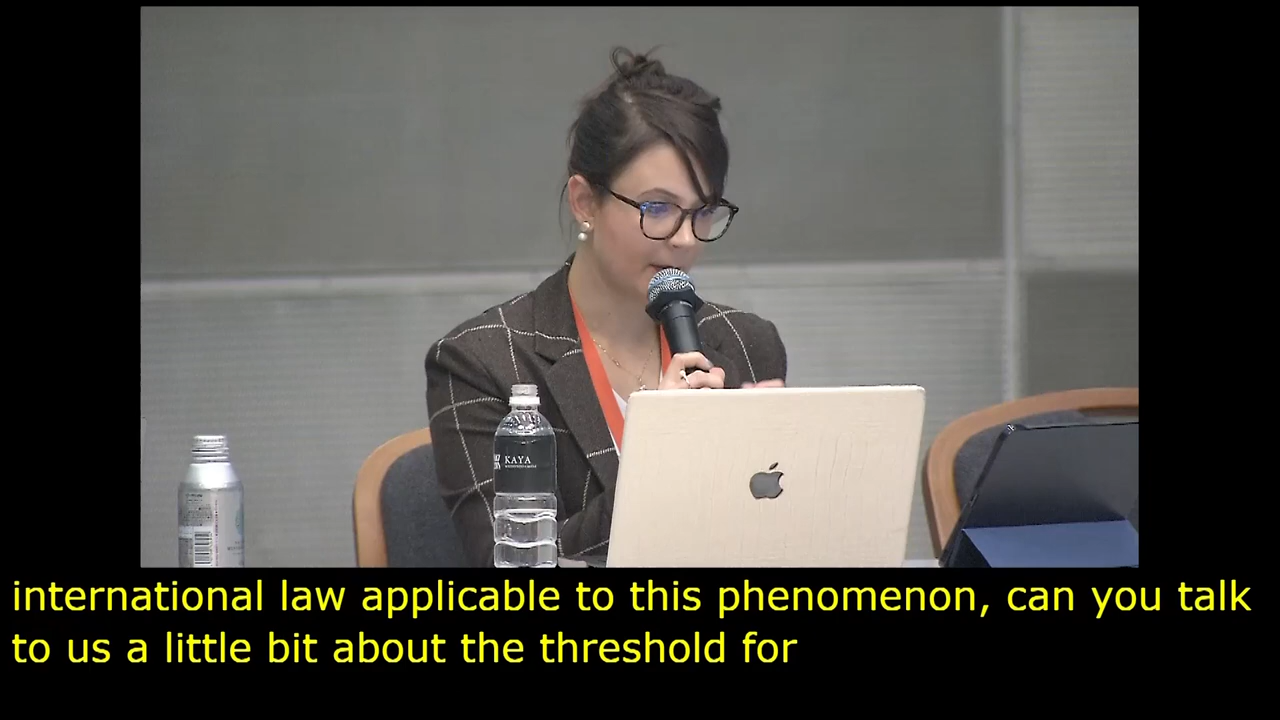 KAYA
international law applicable to this phenomenon, can you talk
to us a little bit about the threshold for